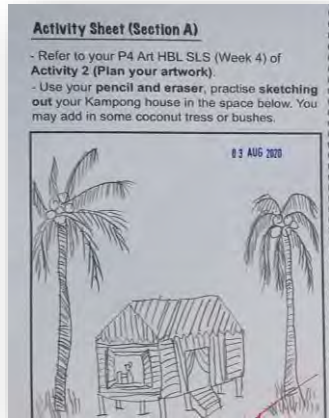 Activity Sheet (Section A)
- Refer to your P4 Art HBL SLS (Week 4) of
Activity 2 (Plan your artwork).
- Use your pencil and eraser, practise sketching
out your Kampong house in the space below. You
may add in some coconut tress or bushes.
03 AUG 2020